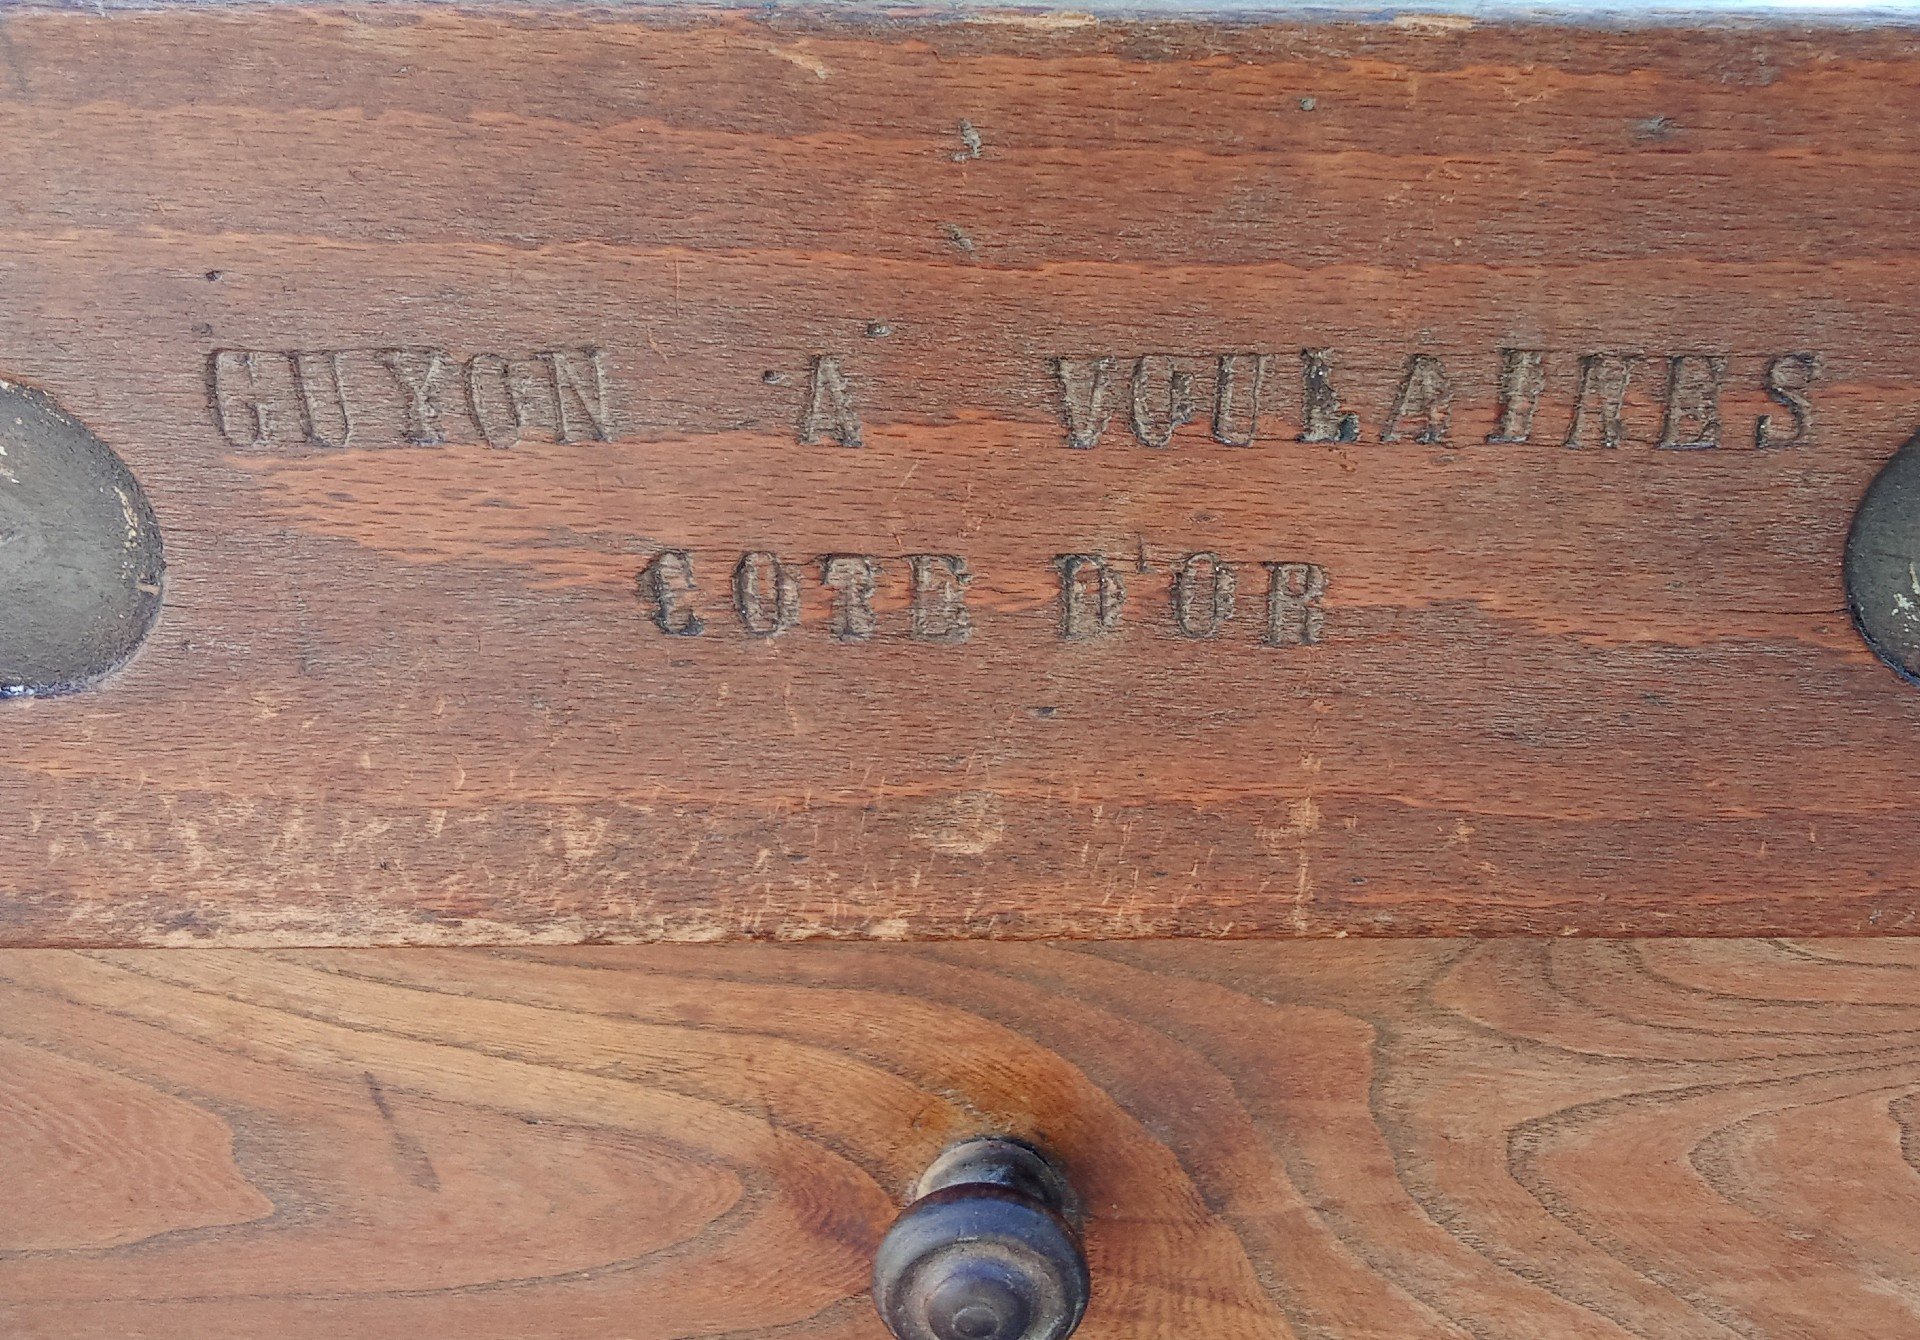 GUYON A VOULAINES
COTE D'OR